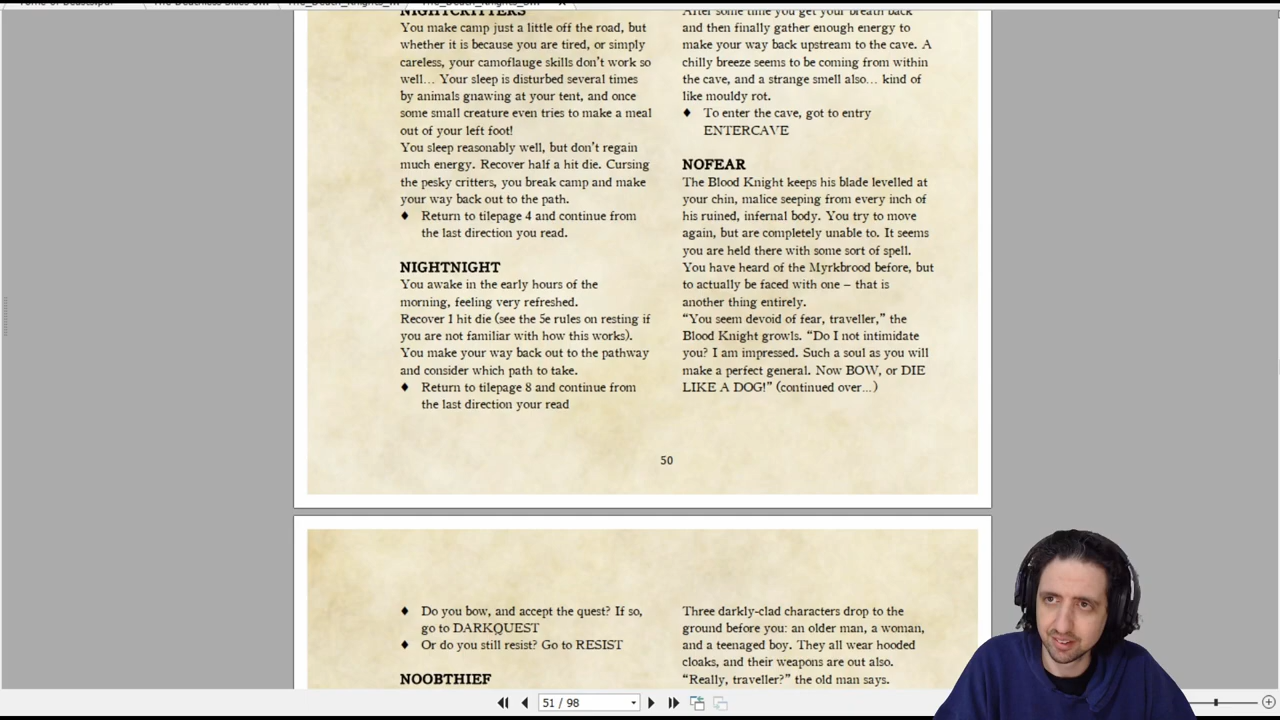 The_Death_Knights_...
NIGHTCRITTERS
You make camp just a little off the road, but
whether it is because you are tired, or simply
careless, your camoflauge skills don't work so
well... Your sleep is disturbed several times
by animals gnawing at your tent, and once
some small creature even tries to make a meal
out of your left foot!
You sleep reasonably well, but don't regain
much energy. Recover half a hit die. Cursing
the pesky critters, you break camp and make
your way back out to the path.
♦ Return to tilepage 4 and continue from
the last direction you read.
NIGHTNIGHT
You awake in the early hours of the
morning, feeling very refreshed.
Recover 1 hit die (see the 5e rules on resting if
you are not familiar with how this works).
You make your way back out to the pathway
and consider which path to take.
♦ Return to tilepage 8 and continue from
the last direction your read
After some time you get your breath back
and then finally gather enough energy to
make your way back upstream to the cave. A
chilly breeze seems to be coming from within
the cave, and a strange smell also... kind of
like mouldy rot.
♦ To enter the cave, got to entry
ENTERCAVE
NOFEAR
The Blood Knight keeps his blade levelled at
your chin, malice seeping from every inch of
his ruined, infernal body. You try to move
again, but are completely unable to. It seems
you are held there with some sort of spell.
You have heard of the Myrkbrood before, but
to actually be faced with one – that is
another thing entirely.
“You seem devoid of fear, traveller,” the
Blood Knight growls. “Do I not intimidate
you? I am impressed. Such a soul as you will
make a perfect general. Now BOW, or DIE
LIKE A DOG!” (continued over...)
50
♦ Do you bow, and accept the quest? If so,
go to DARKQUEST
♦ Or do you still resist? Go to RESIST
NOOBTHIEF
Three darkly-clad characters drop to the
ground before you: an older man, a woman,
and a teenaged boy. They all wear hooded
cloaks, and their weapons are out also.
“Really, traveller?” the old man says.
51 / 98